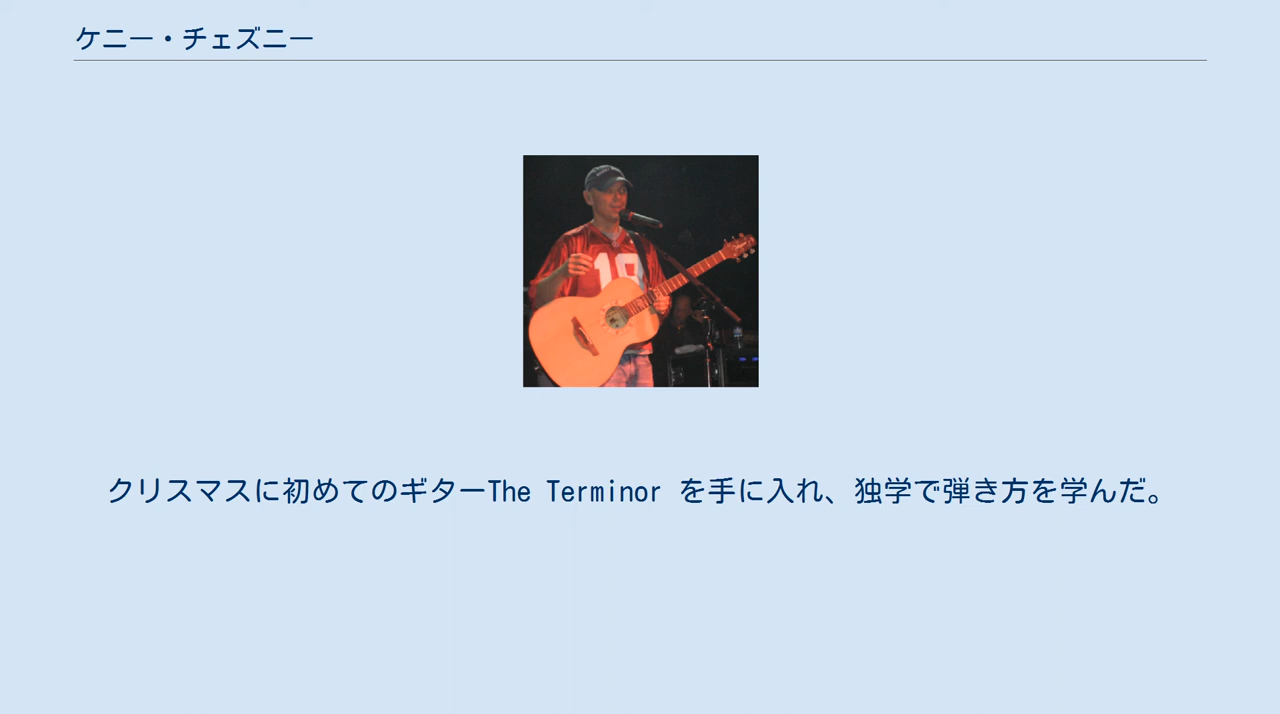 ケニー・チェズニー
18
クリスマスに初めてのギターThe Terminor を手に入れ、独学で弾き方を学んだ。